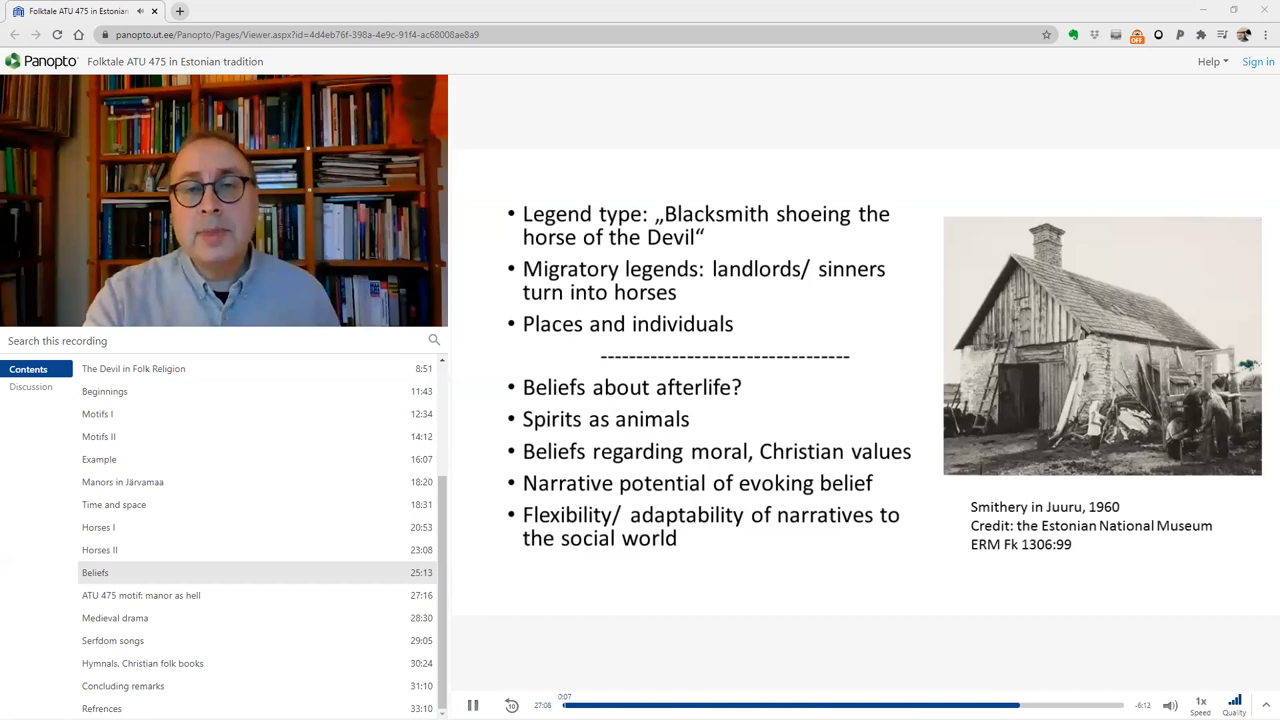 Folktale ATU 475 in Estonian
panopto.ut.ee/Panopto/Pages/Viewer.aspx?id=4d4eb76f-398a-4e9c-91f4-ac68008ae8a9
Panopto
Folktale ATU 475 in Estonian tradition
Help
Sign in
Search this recording
Contents
Discussion
The Devil in Folk Religion 8:51
Beginnings 11:43
Motifs I 12:34
Motifs II 14:12
Example 16:07
Manors in Järvamaa 18:20
Time and space 18:31
Horses I 20:53
Horses II 23:08
Beliefs 25:13
ATU 475 motif: manor as hell 27:16
Medieval drama 28:30
Serfdom songs 29:05
Hymnals, Christian folk books 30:24
Concluding remarks 31:10
Refrences 33:10
• Legend type: „Blacksmith shoeing the
horse of the Devil“
• Migratory legends: landlords/ sinners
turn into horses
• Places and individuals
----------------------------------
• Beliefs about afterlife?
• Spirits as animals
• Beliefs regarding moral, Christian values
• Narrative potential of evoking belief
• Flexibility/ adaptability of narratives to
the social world
Smithery in Juuru, 1960
Credit: the Estonian National Museum
ERM Fk 1306:99
10
27:08
0:07
-6:12
1x
Speed
Quality